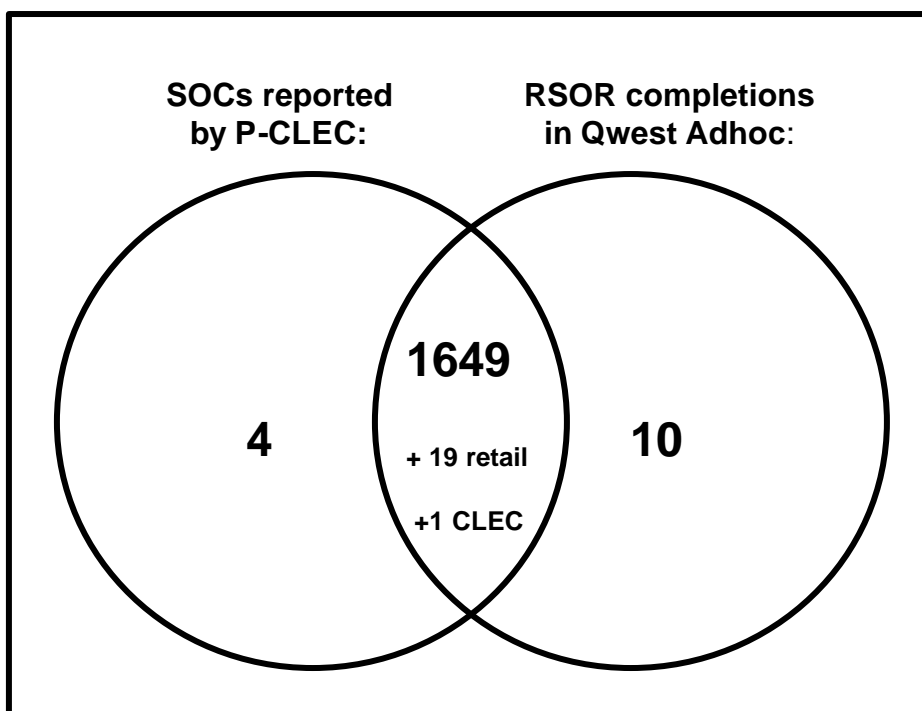 SOCs reported
by P-CLEC:
RSOR completions
in Qwest Adhoc:
1649
4
10
+ 19 retail
+1 CLEC